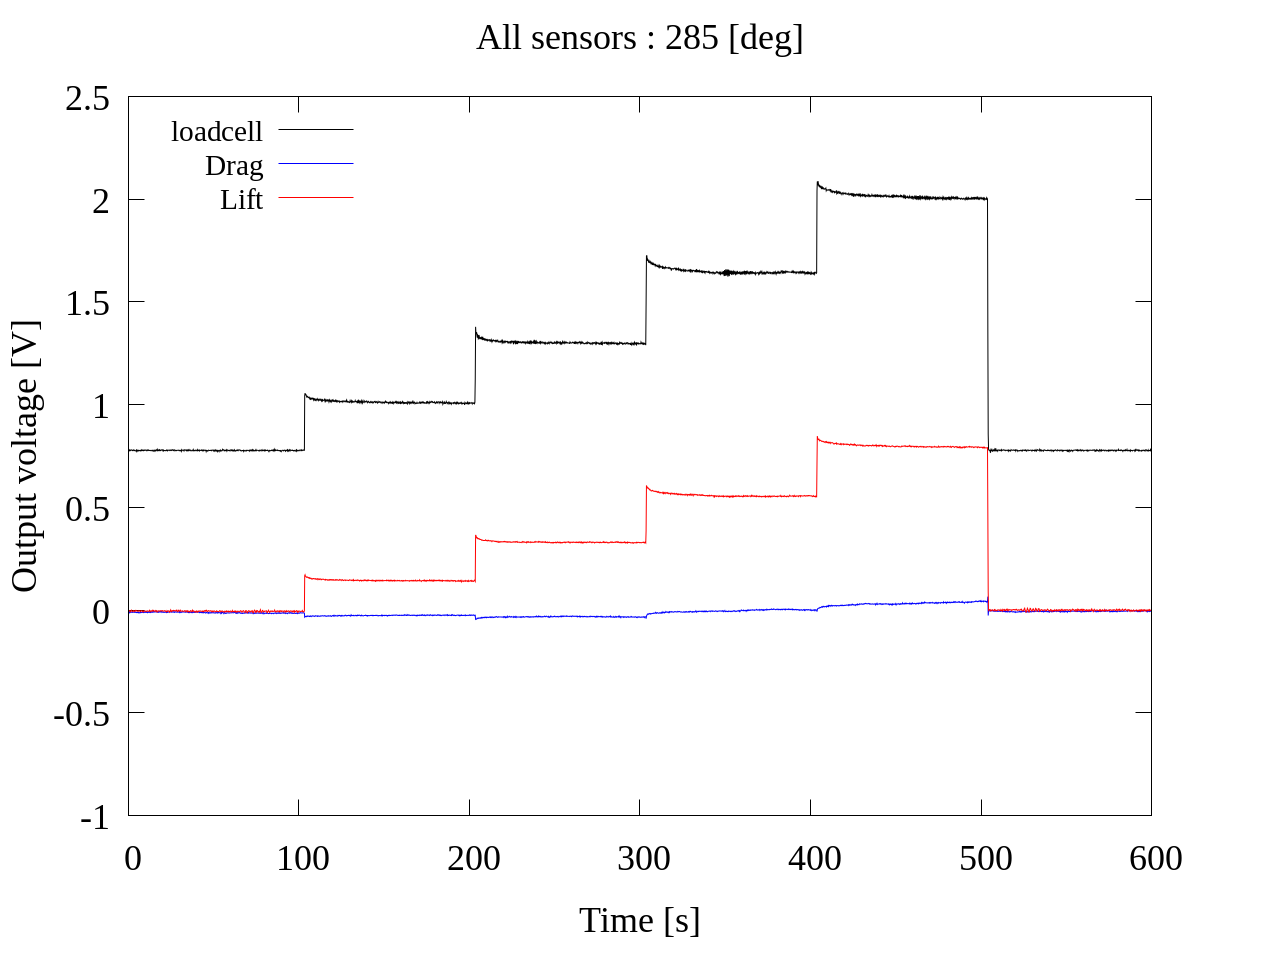 All sensors : 285 [deg]
2.5
2
1.5
1
0.5
0
-0.5
-1
loadcell
Drag
Lift
Output voltage [V]
0 100 200 300 400 500 600
Time [s]